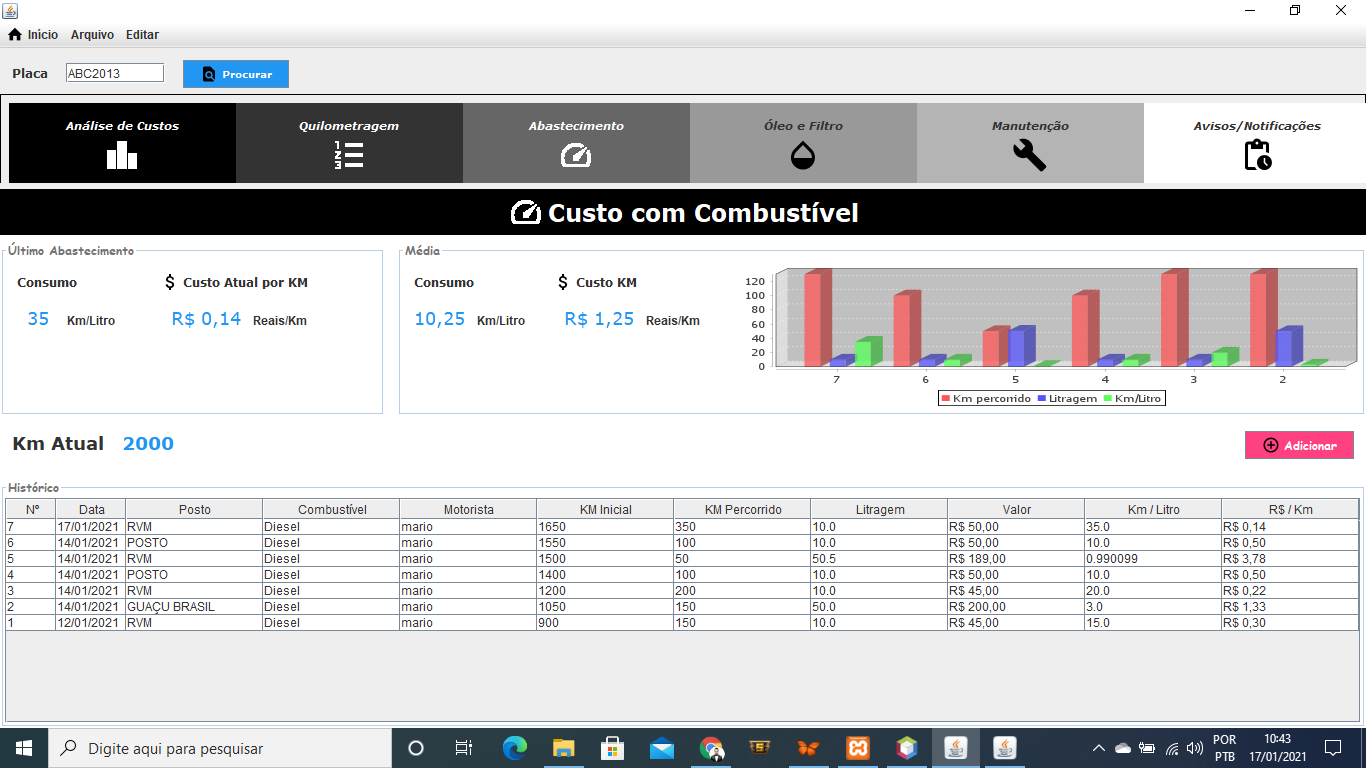 Início Arquivo Editar
Placa ABC2013 Procurar
Análise de Custos Quilometragem Abastecimento Óleo e Filtro Manutenção Avisos/Notificações
Custo com Combustível
Último Abastecimento
Consumo $ Custo Atual por KM
35 Km/Litro R$ 0,14 Reais/Km
Média
Consumo $ Custo KM
10,25 Km/Litro R$ 1,25 Reais/Km
120
100
80
60
40
20
0
7 6 5 4 3 2
Km percorrido Litragem Km/Litro
Km Atual 2000 Adicionar
Histórico
Nº Data Posto Combustível Motorista KM Inicial KM Percorrido Litragem Valor Km / Litro R$ / Km
7 17/01/2021 RVM Diesel mario 1650 350 10.0 R$ 50,00 35.0 R$ 0,14
6 14/01/2021 POSTO Diesel mario 1550 100 10.0 R$ 50,00 10.0 R$ 0,50
5 14/01/2021 RVM Diesel mario 1500 50 50.5 R$ 189,00 0.990099 R$ 3,78
4 14/01/2021 POSTO Diesel mario 1400 100 10.0 R$ 50,00 10.0 R$ 0,50
3 14/01/2021 RVM Diesel mario 1200 200 10.0 R$ 45,00 20.0 R$ 0,22
2 14/01/2021 GUAÇU BRASIL Diesel mario 1050 150 50.0 R$ 200,00 3.0 R$ 1,33
1 12/01/2021 RVM Diesel mario 900 150 10.0 R$ 45,00 15.0 R$ 0,30
Digite aqui para pesquisar
POR 10:43
PTB 17/01/2021